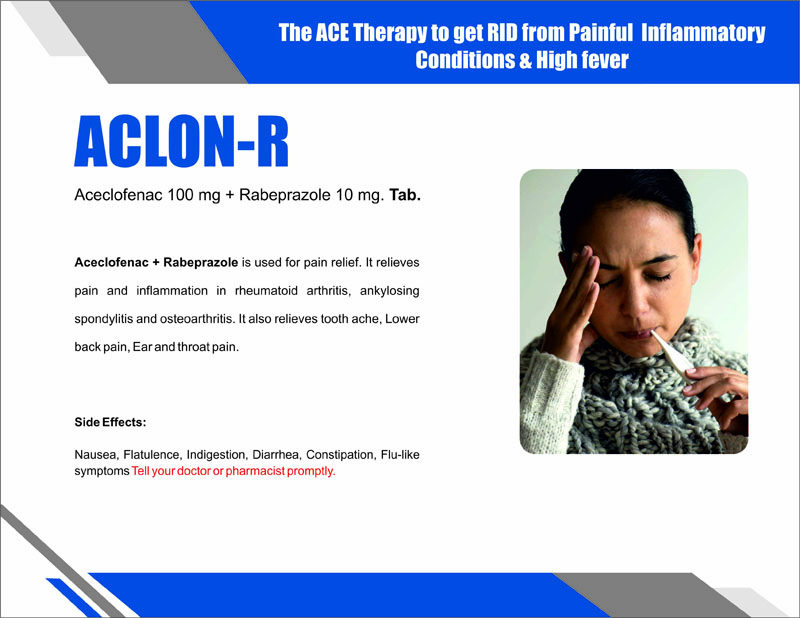 The ACE Therapy to get RID from Painful Inflammatory
Conditions & High fever
ACLON-R
Aceclofenac 100 mg + Rabeprazole 10 mg. Tab.
Aceclofenac + Rabeprazole is used for pain relief. It relieves
pain and inflammation in rheumatoid arthritis, ankylosing
spondylitis and osteoarthritis. It also relieves tooth ache, Lower
back pain, Ear and throat pain.
Side Effects:
Nausea, Flatulence, Indigestion, Diarrhea, Constipation, Flu-like
symptoms Tell your doctor or pharmacist promptly.